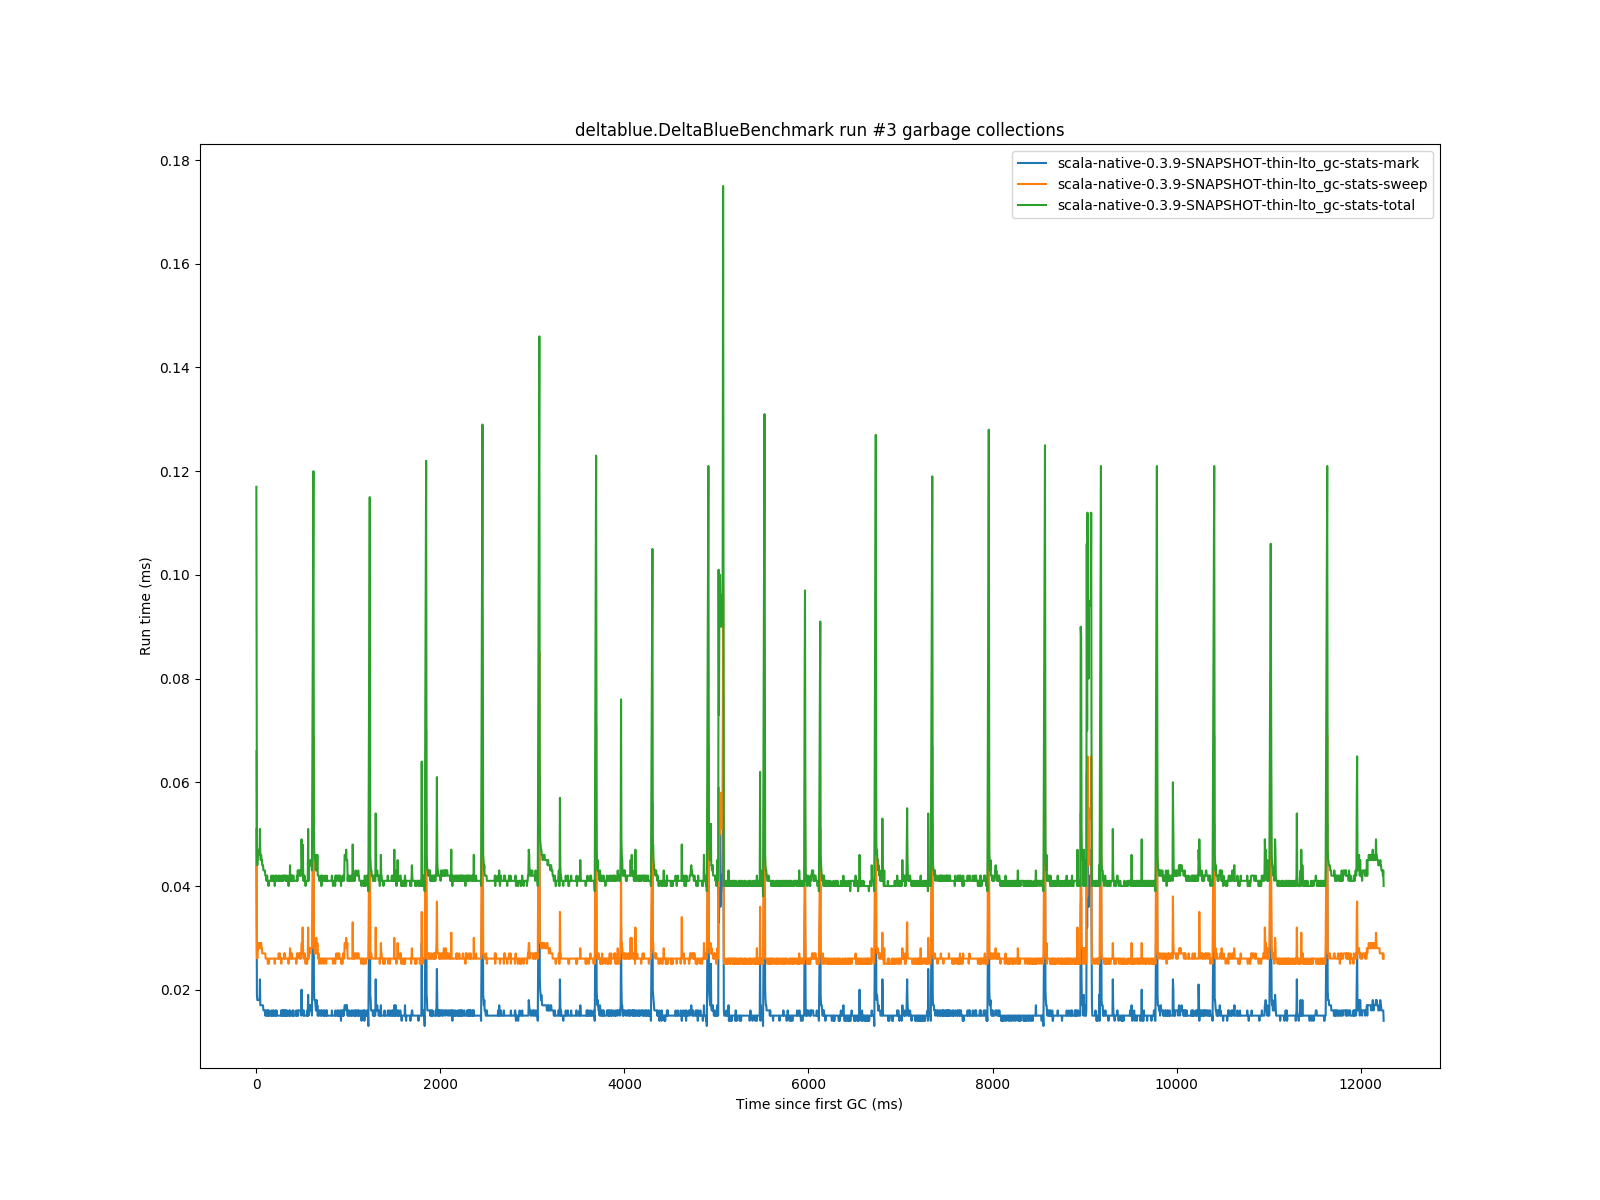 deltablue.DeltaBlueBenchmark run #3 garbage collections
scala-native-0.3.9-SNAPSHOT-thin-lto_gc-stats-mark
scala-native-0.3.9-SNAPSHOT-thin-lto_gc-stats-sweep
scala-native-0.3.9-SNAPSHOT-thin-lto_gc-stats-total
0.18
0.16
0.14
0.12
0.10
0.08
0.06
0.04
0.02
Run time (ms)
0 2000 4000 6000 8000 10000 12000
Time since first GC (ms)